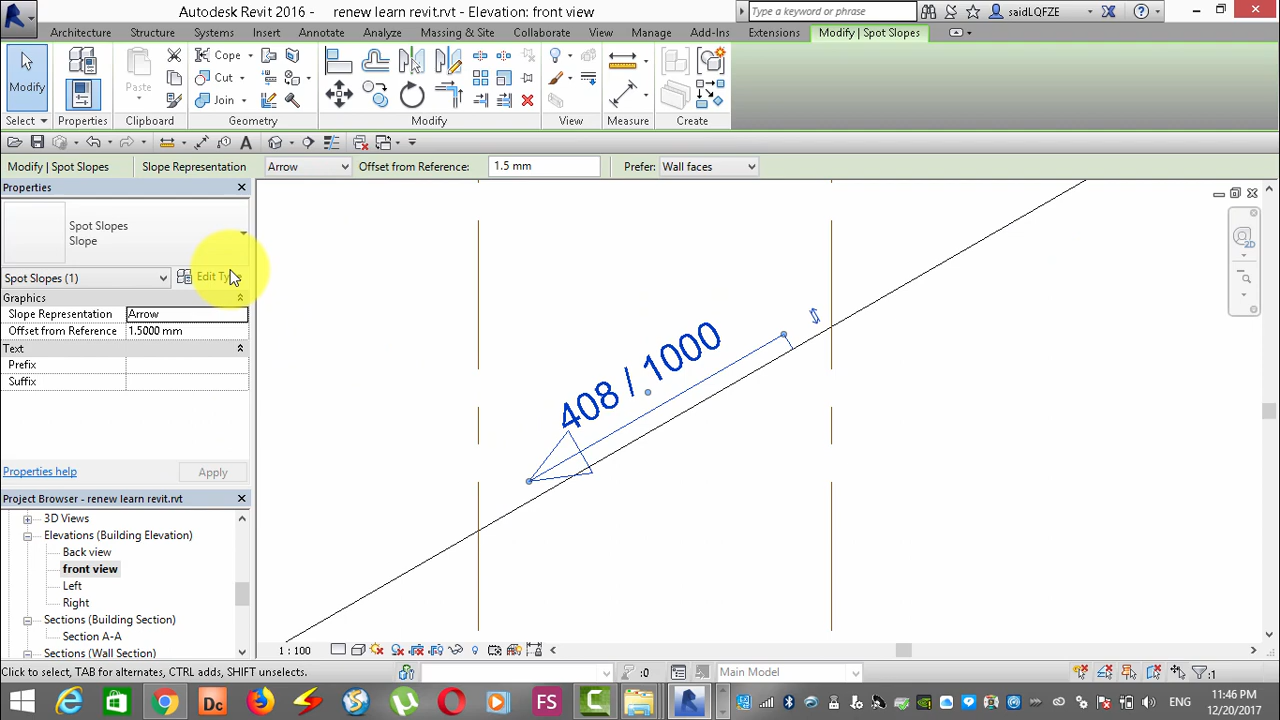 Autodesk Revit 2016 - renew learn revit.rvt - Elevation: front view
Type a keyword or phrase
saidLQFZE
Architecture Structure Systems Insert Annotate Analyze Massing & Site Collaborate View Manage Add-Ins Extensions Modify | Spot Slopes
Cope
Cut
Join
Modify
Paste
Select Properties Clipboard Geometry Modify View Measure Create
Modify | Spot Slopes Slope Representation Arrow Offset from Reference: 1.5 mm Prefer: Wall faces
Properties
Spot Slopes
Slope
Spot Slopes (1) Edit Type
Graphics
Slope Representation Arrow
Offset from Reference 1.5000 mm
Text
Prefix
Suffix
Properties help Apply
Project Browser - renew learn revit.rvt
3D Views
Elevations (Building Elevation)
Back view
front view
Left
Right
Sections (Building Section)
Section A-A
Sections (Wall Section)
408 / 1000
2D
1 : 100
Click to select, TAB for alternates, CTRL adds, SHIFT unselects.
:0
Main Model
:1
Dc
FS
ENG
11:46 PM
12/20/2017